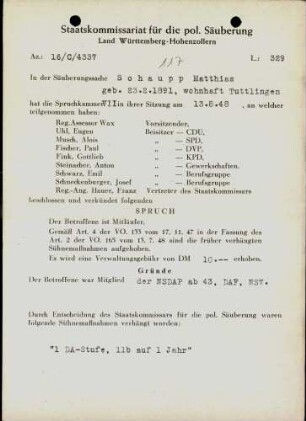 Staatskommissariat für die pol. Säuberung
Land Württemberg-Hohenzollern
Az.: 16/C/4337
117
L.: 329
In der Säuberungssache Schaupp Matthias
geb. 23.2.1891, wohnhaft Tuttlingen
hat die Spruchkammer VII in ihrer Sitzung am 13.8.48, an welcher
teilgenommen haben:
Reg.Assessor Wax Vorsitzender,
Uhl, Eugen Beisitzer — CDU,
Musch, Alois „ — SPD,
Fischer, Paul „ — DVP,
Fink, Gottlieb „ — KPD,
Steinacher, Anton „ — Gewerkschaften.
Schwarz, Emil „ — Berufsgruppe
Schneckenberger, Josef „ — Berufsgruppe
Reg.-Ang. Hauer, Franz Vertreter des Staatskommissars
beschlossen und verkündet folgenden
SPRUCH
Der Betroffene ist Mitläufer,
Gemäß Art. 4 der VO. 133 vom 17. 11. 47 in der Fassung des
Art. 2 der VO. 165 vom 13. 7. 48 sind die früher verhängten
Sühnemaßnahmen aufgehoben.
Es wird eine Verwaltungsgebühr von DM 10.-- erhoben.
Gründe
Der Betroffene war Mitglied der NSDAP ab 43, DAF, NSV.
Durch Entscheidung des Staatskommissars für die pol. Säuberung waren
folgende Sühnemaßnahmen verhängt worden:
"1 DA-Stufe, 11b auf 1 Jahr"